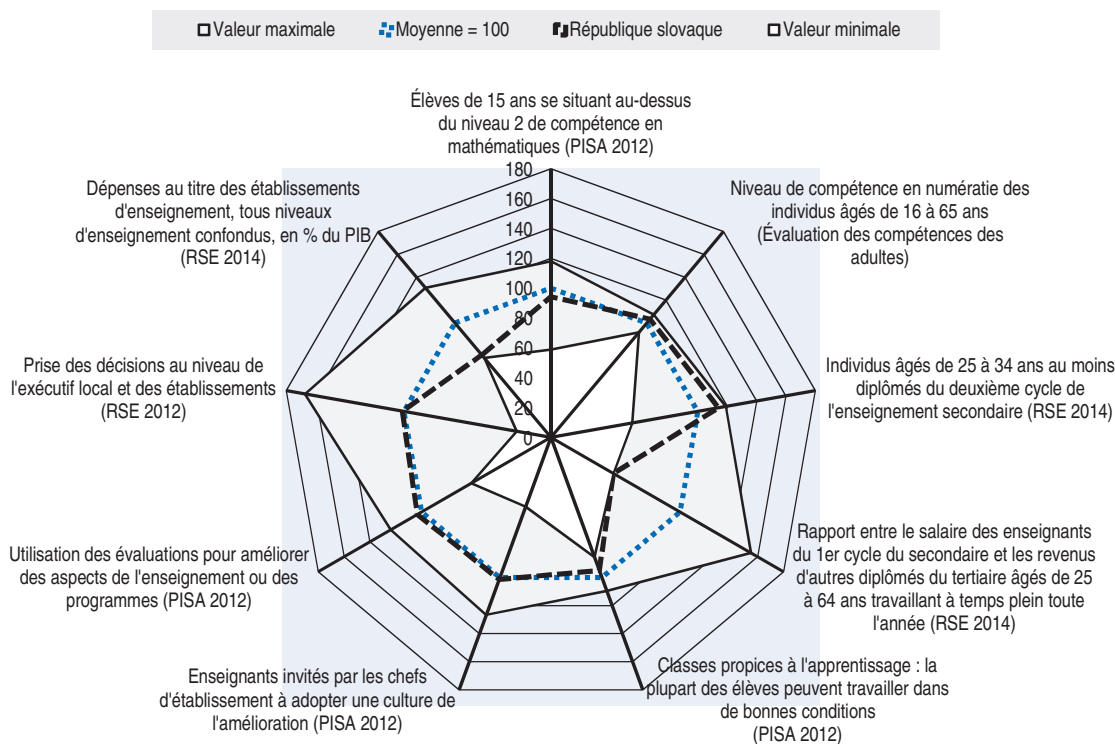 Valeur maximale
Moyenne = 100
République slovaque
Valeur minimale
Élèves de 15 ans se situant au-dessus
du niveau 2 de compétence en
mathématiques (PISA 2012)
Niveau de compétence en numératie des
individus âgés de 16 à 65 ans
(Évaluation des compétences des
adultes)
Individus âgés de 25 à 34 ans au moins
diplômés du deuxième cycle de
l'enseignement secondaire (RSE 2014)
Rapport entre le salaire des enseignants
du 1er cycle du secondaire et les revenus
d'autres diplômés du tertiaire âgés de 25
à 64 ans travaillant à temps plein toute
l'année (RSE 2014)
Classes propices à l'apprentissage : la
plupart des élèves peuvent travailler dans
de bonnes conditions
(PISA 2012)
Enseignants invités par les chefs
d'établissement à adopter une culture de
l'amélioration (PISA 2012)
Utilisation des évaluations pour améliorer
des aspects de l'enseignement ou des
programmes (PISA 2012)
Prise des décisions au niveau de
l'exécutif local et des établissements
(RSE 2012)
Dépenses au titre des établissements
d'enseignement, tous niveaux
d'enseignement confondus, en % du PIB
(RSE 2014)
180
160
140
120
100
80
60
40
20
0